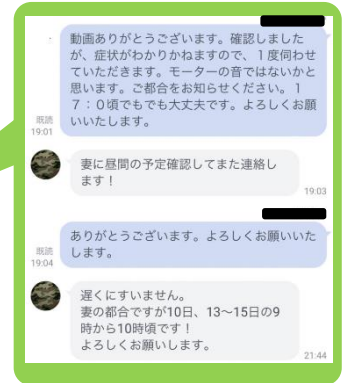 動画ありがとうございます。確認しました
が、症状がわかりかねますので、1度伺わせ
ていただきます。モーターの音ではないかと
思います。ご都合をお知らせください。1
7：0頃でもでも大丈夫です。よろしくお願
いいたします。
既読
19:01
妻に昼間の予定確認してまた連絡し
ます！
19:03
ありがとうございます。よろしくお願いいた
します。
既読
19:04
遅くにすいません。
妻の都合ですが10日、13〜15日の9
時から10時頃です！
よろしくお願いします。
21:44